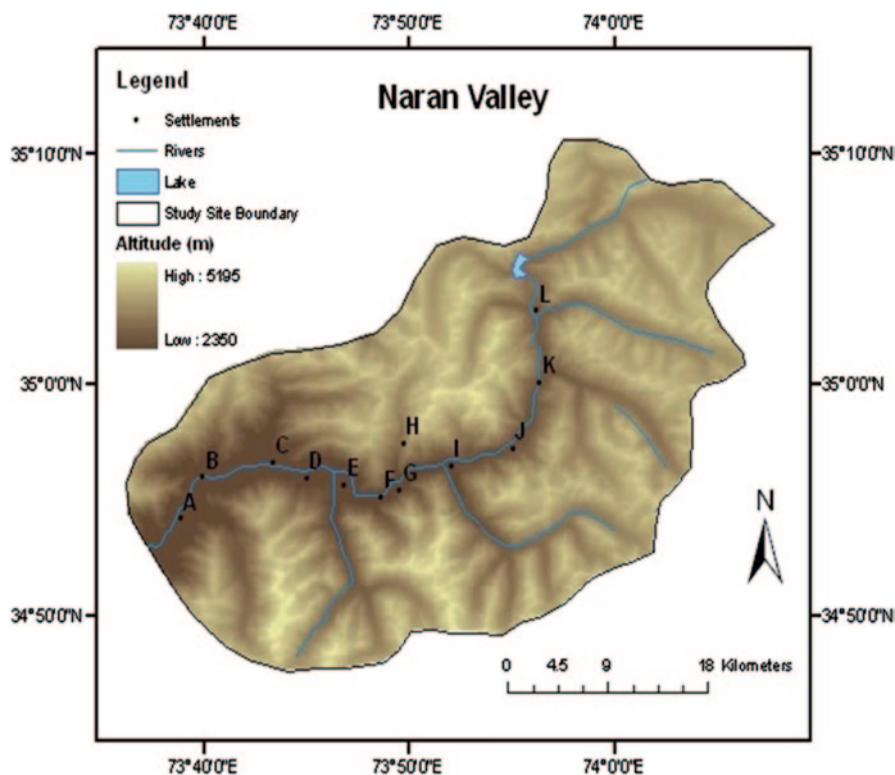 73°40'0"E 73°50'0"E 74°0'0"E
Legend
Settlements
Rivers
Lake
Study Site Boundary
Altitude (m)
High : 5195
Low : 2350
Naran Valley
35°10'0"N 35°10'0"N
L
35°0'0"N K 35°0'0"N
H
J
C I
B D E G
F
A
N
34°50'0"N 34°50'0"N
0 4.5 9 18 Kilometers
73°40'0"E 73°50'0"E 74°0'0"E